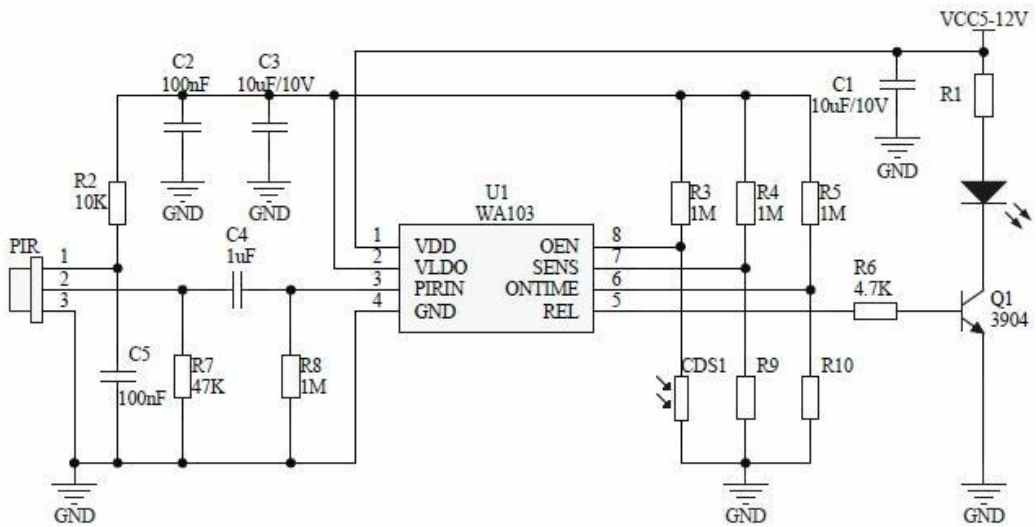 VCC5-12V
C2
100nF
C3
10uF/10V
C1
10uF/10V
R1
GND
R2
10K
GND
GND
U1
WA103
R3
1M
R4
1M
R5
1M
PIR
1
2
3
C4
1uF
1
2
3
4
VDD
VLDO
PIRIN
GND
OEN
SENS
ONTIME
REL
8
7
6
5
R6
4.7K
Q1
3904
C5
100nF
R7
47K
R8
1M
CDS1
R9
R10
GND
GND
GND